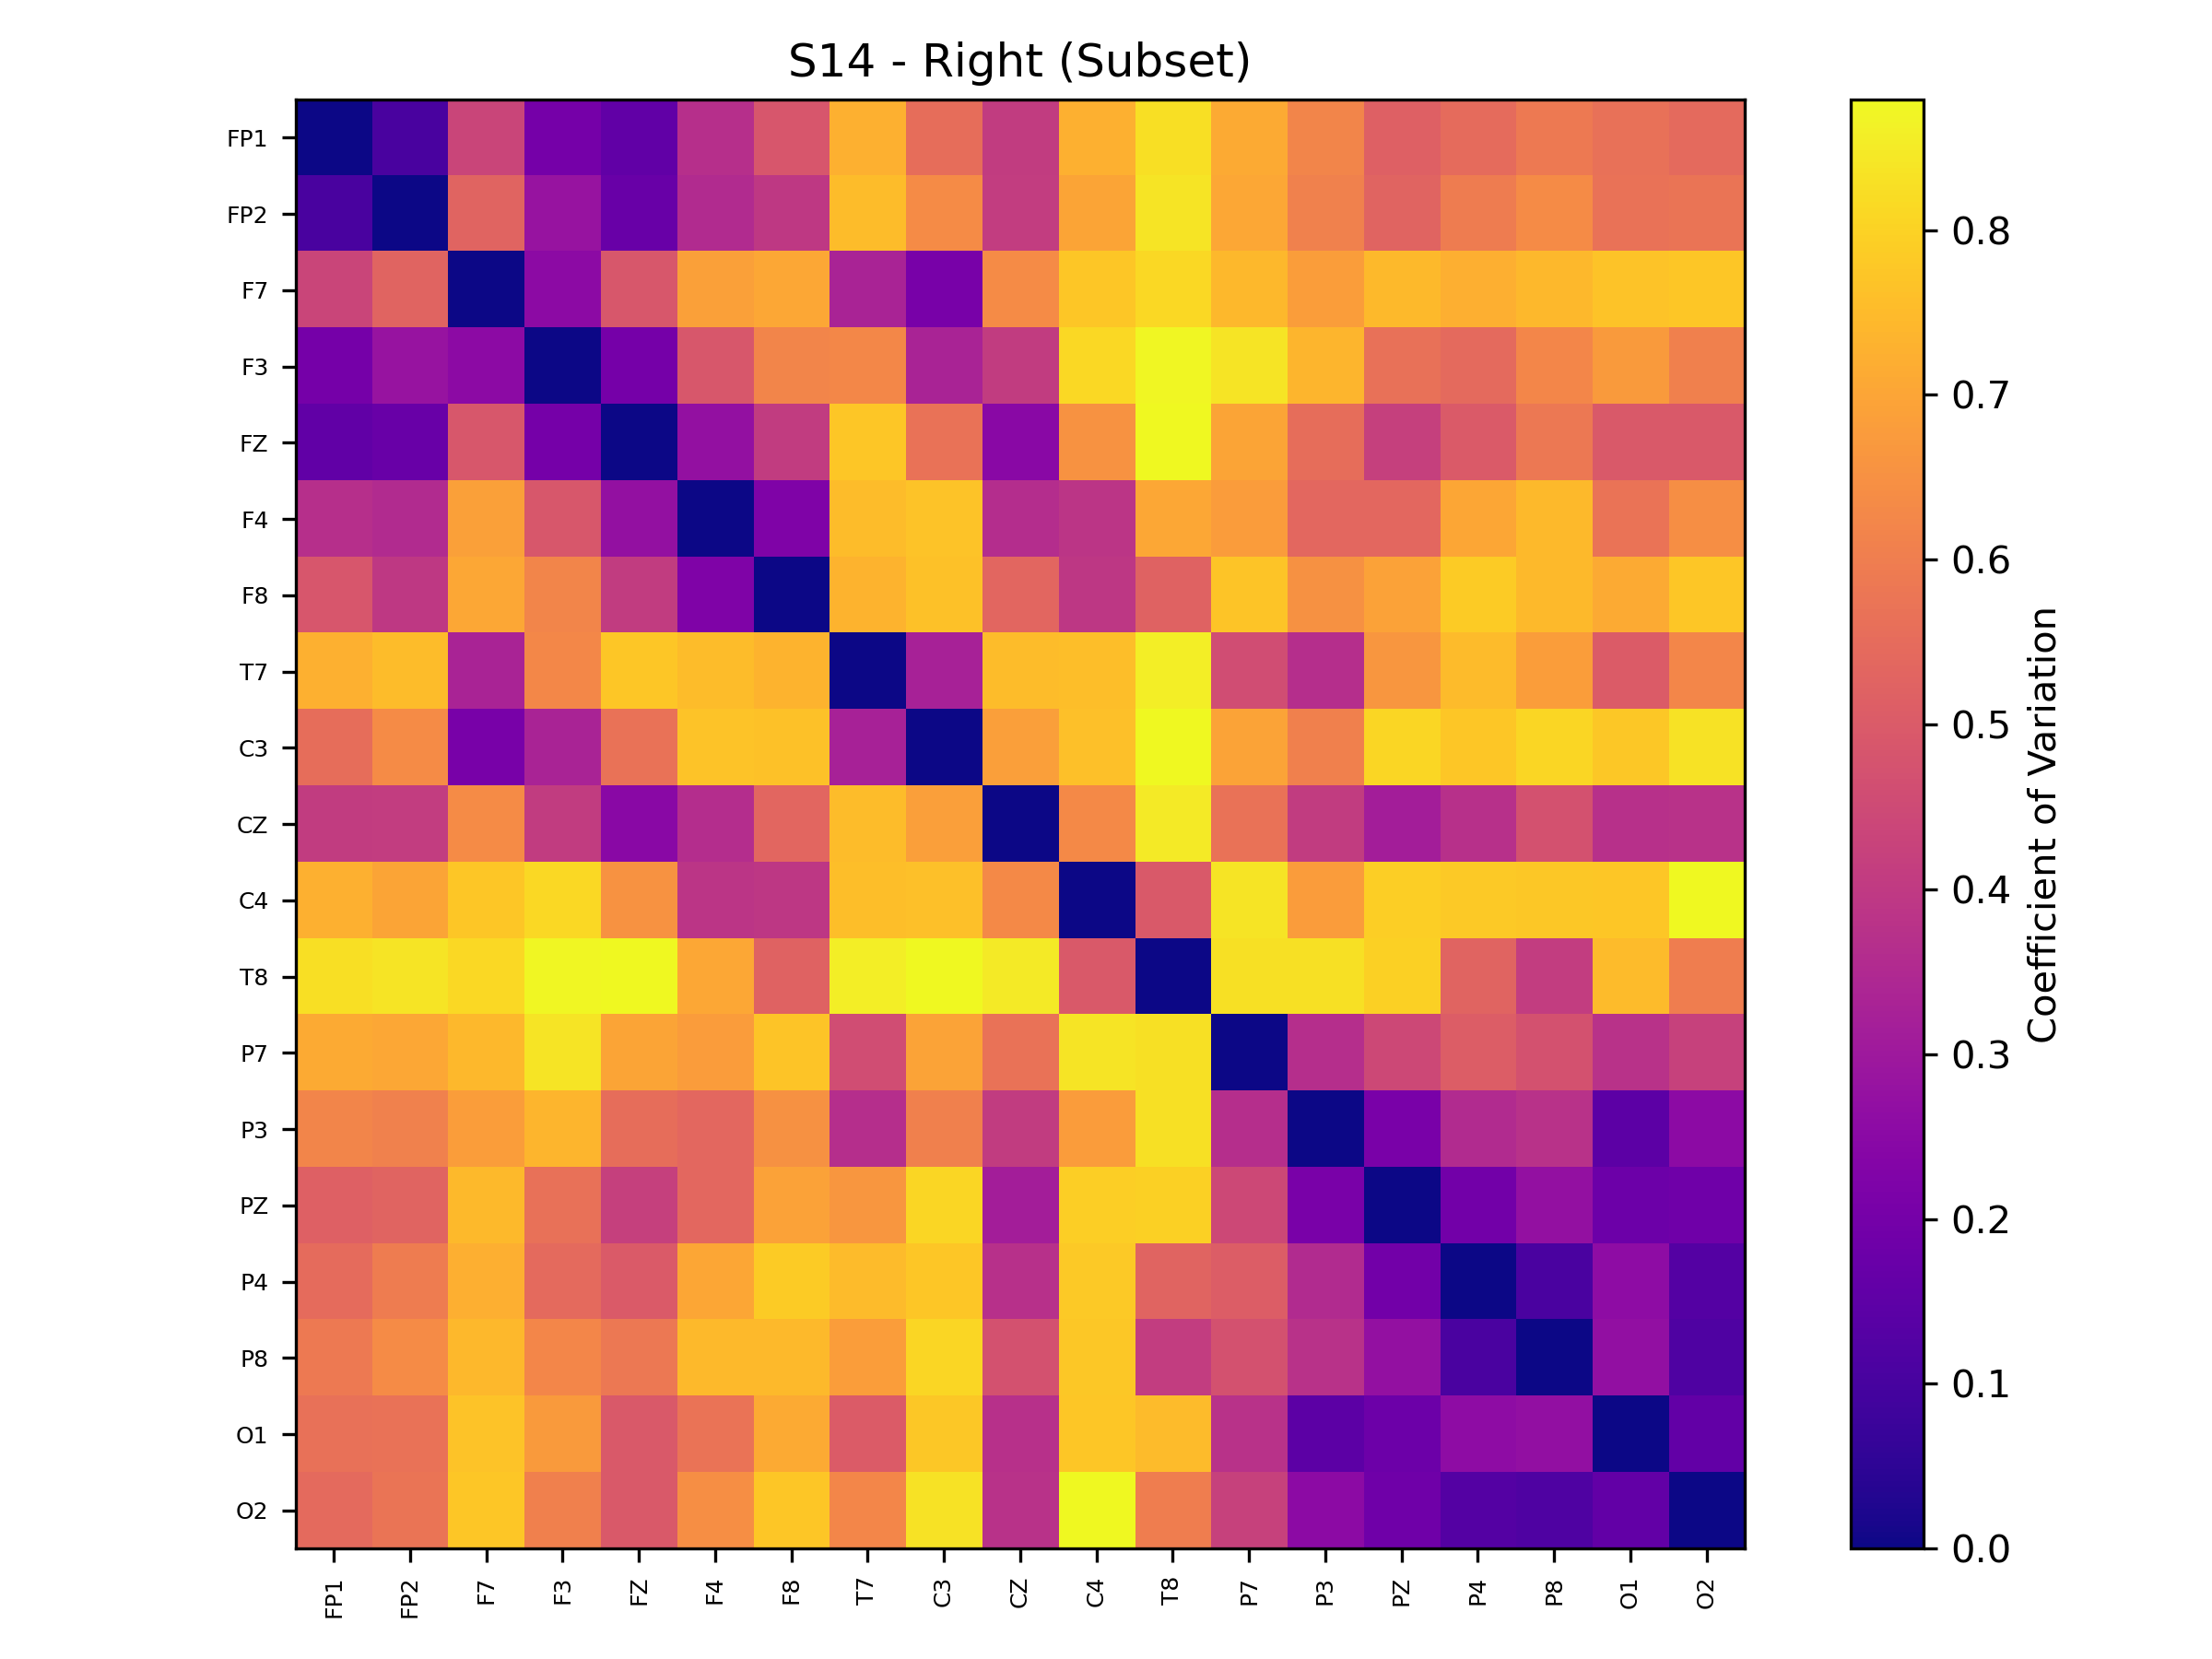 S14 - Right (Subset)
FP1
FP2
F7
F3
FZ
F4
F8
T7
C3
CZ
C4
T8
P7
P3
PZ
P4
P8
O1
O2
FP1 FP2 F7 F3 FZ F4 F8 T7 C3 CZ C4 T8 P7 P3 PZ P4 P8 O1 O2
0.8
0.7
0.6
0.5
0.4
0.3
0.2
0.1
0.0
Coefficient of Variation